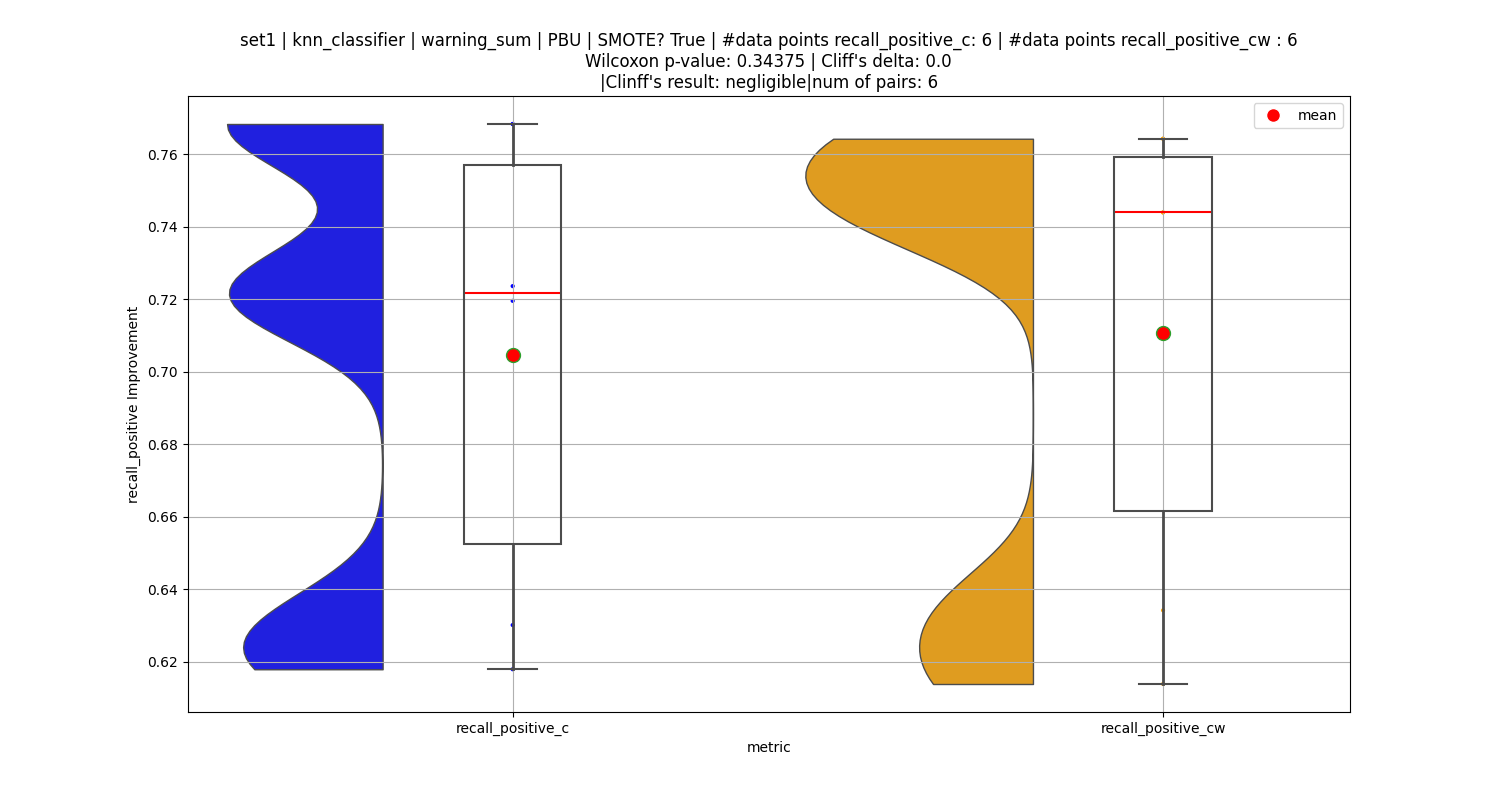 set1 | knn_classifier | warning_sum | PBU | SMOTE? True | #data points recall_positive_c: 6 | #data points recall_positive_cw : 6
Wilcoxon p-value: 0.34375 | Cliff's delta: 0.0
|Clinff's result: negligible|num of pairs: 6
mean
0.76
0.74
0.72
0.70
0.68
0.66
0.64
0.62
recall_positive Improvement
recall_positive_c
recall_positive_cw
metric